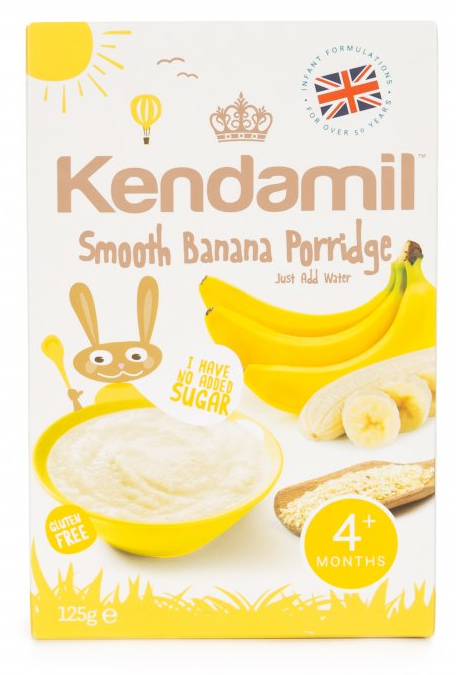 INFANT FORMULATIONS
FOR OVER 50 YEARS
Kendamil™
Smooth Banana Porridge
Just Add Water
I HAVE
NO ADDED
SUGAR
GLUTEN
FREE
4+
MONTHS
125g e